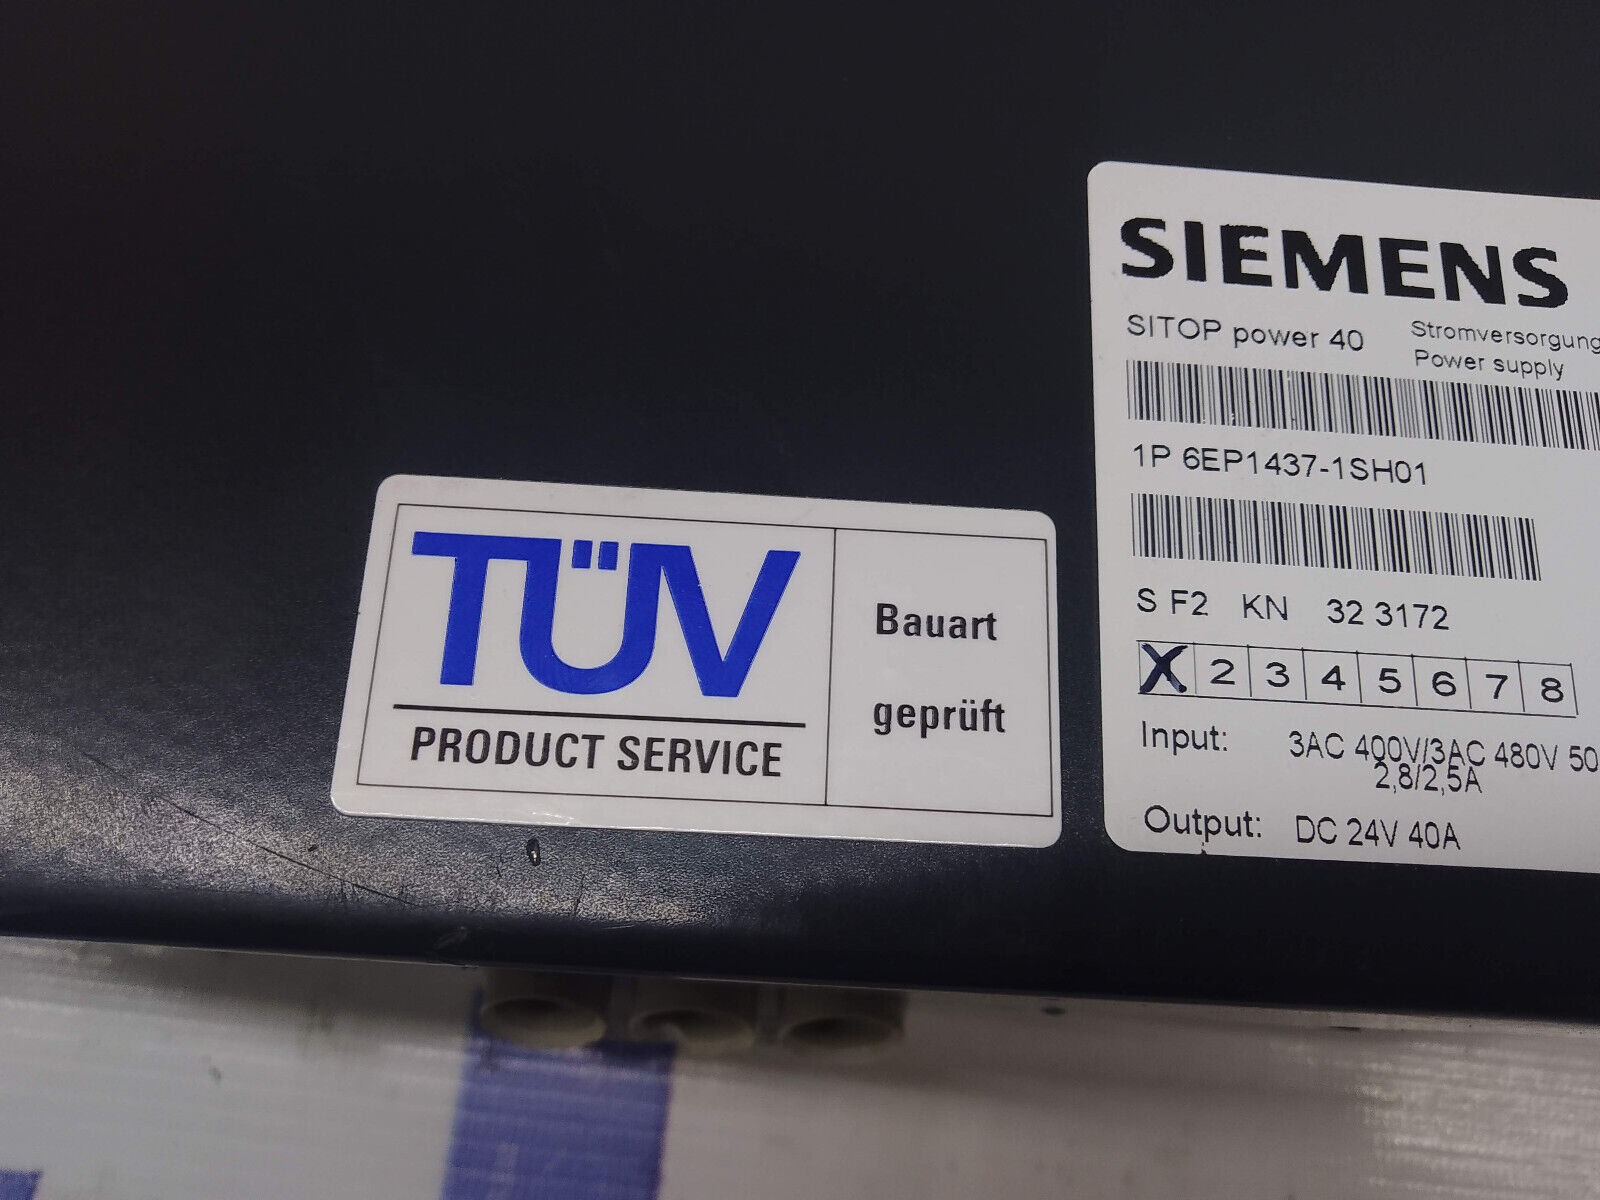 TÜV
PRODUCT SERVICE
Bauart
geprüft
SIEMENS
SITOP power 40
Stromversorgung
Power supply
1P 6EP1437-1SH01
S F2 KN 32 3172
X 2 3 4 5 6 7 8
Input: 3AC 400V/3AC 480V 50
2,8/2,5A
Output: DC 24V 40A